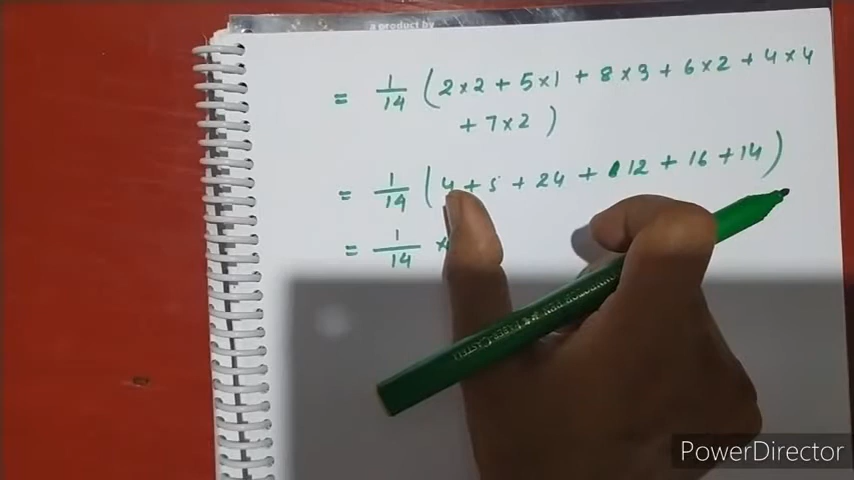 a product by
= 1/14 (2×2 + 5×1 + 8×3 + 6×2 + 4×4
+ 7×2 )
= 1/14 (4 + 5 + 24 + 12 + 16 + 14 )
= 1/14 ×
PowerDirector